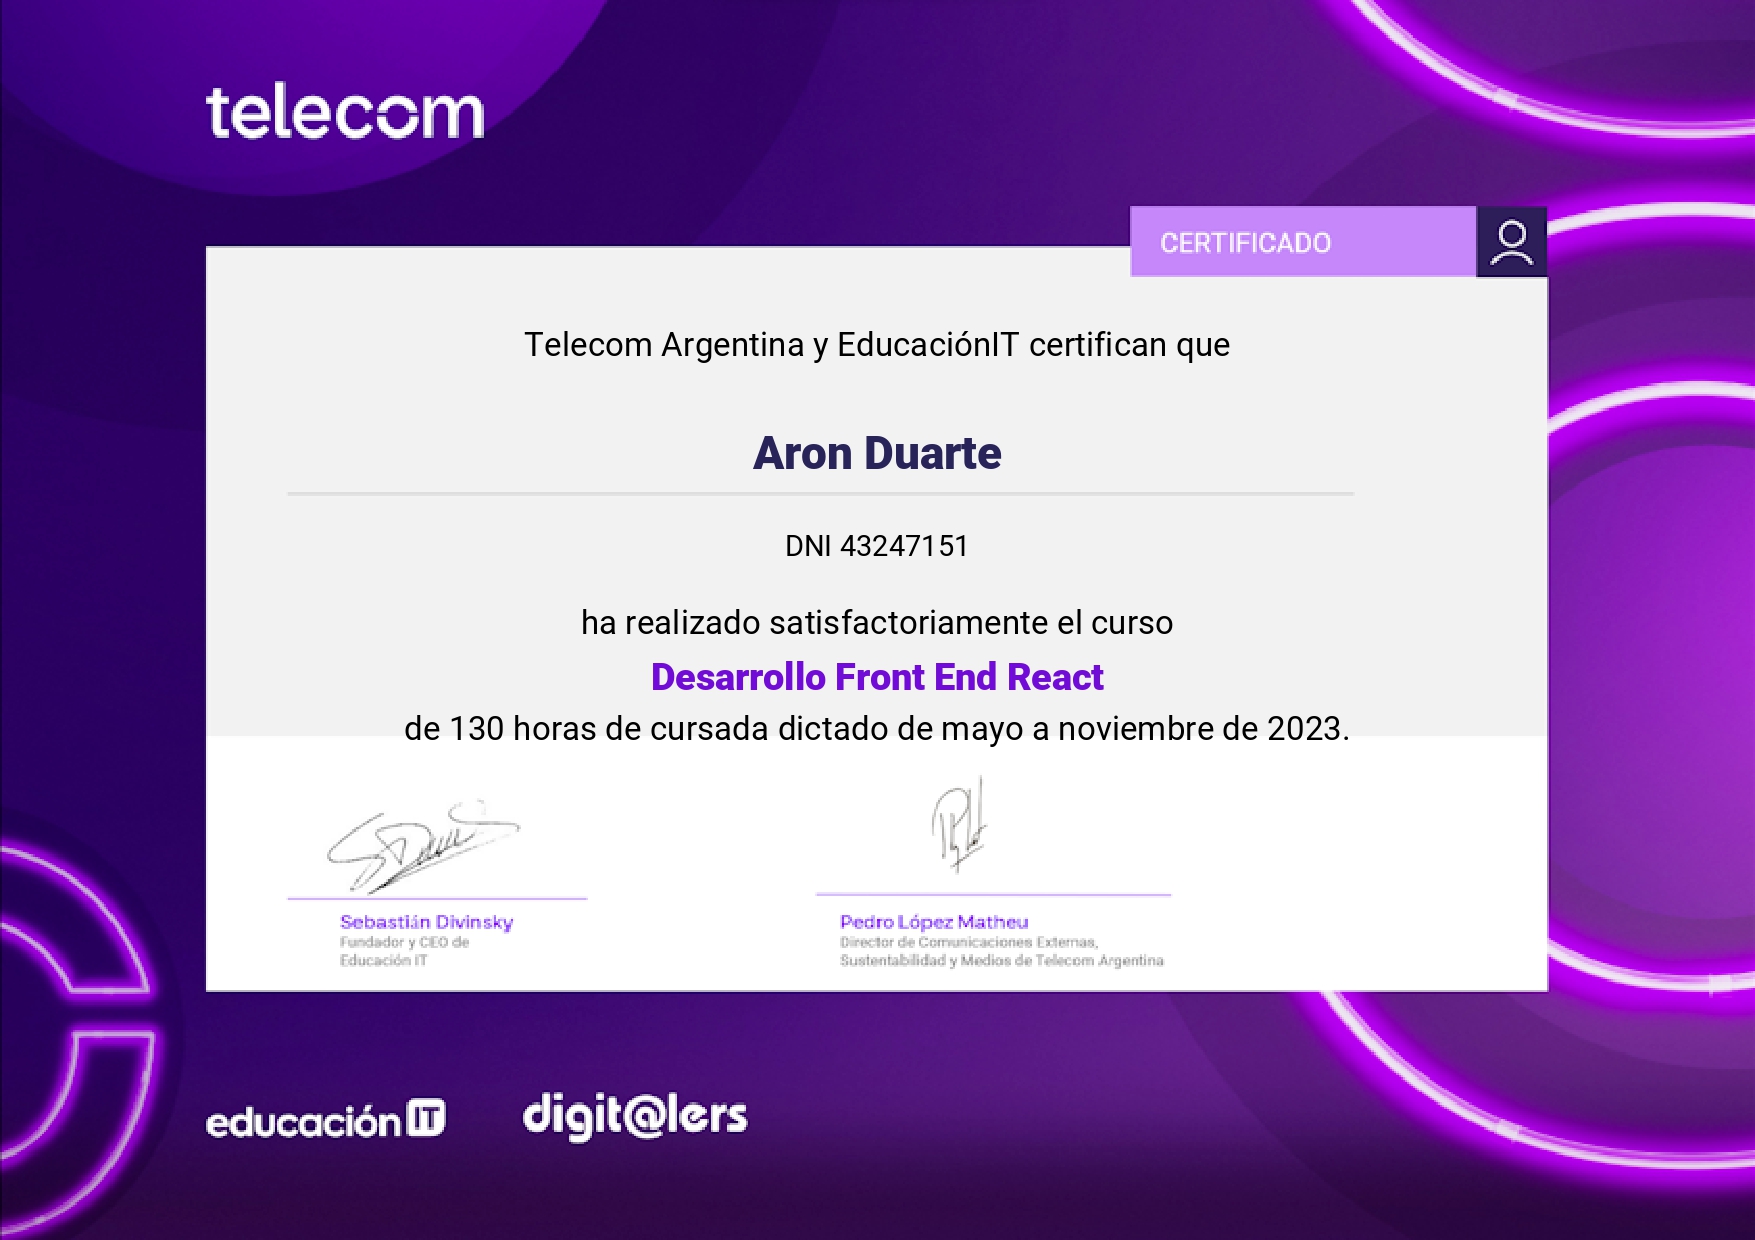 telecom
CERTIFICADO
Telecom Argentina y EducaciónIT certifican que
Aron Duarte
DNI 43247151
ha realizado satisfactoriamente el curso
Desarrollo Front End React
de 130 horas de cursada dictado de mayo a noviembre de 2023.
Sebastián Divinsky
Fundador y CEO de
Educación IT
Pedro López Matheu
Director de Comunicaciones Externas,
Sustentabilidad y Medios de Telecom Argentina
educación IT
digit@lers